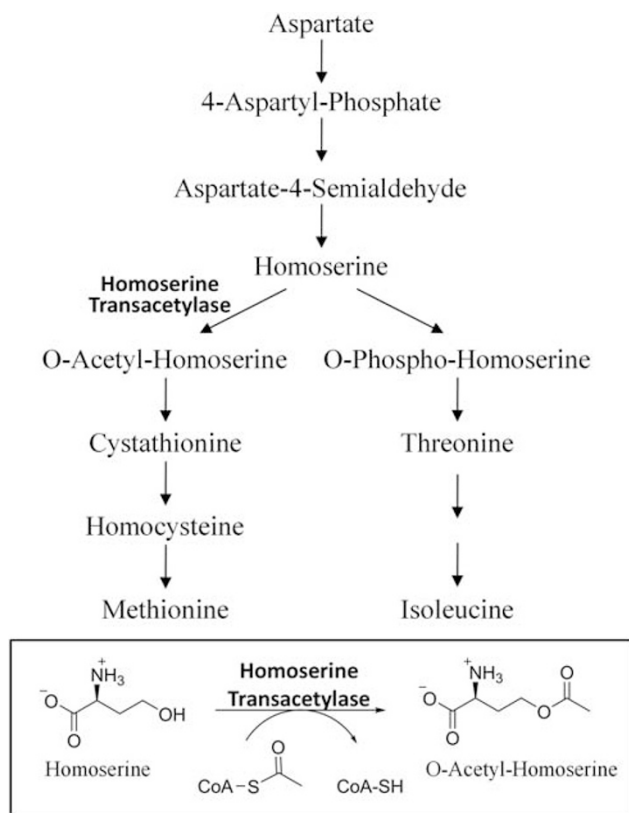 Aspartate
4-Aspartyl-Phosphate
Aspartate-4-Semialdehyde
Homoserine
Homoserine
Transacetylase
O-Acetyl-Homoserine
O-Phospho-Homoserine
Cystathionine
Threonine
Homocysteine
Methionine
Isoleucine
Homoserine
Transacetylase
+
NH3
-O
O
OH
Homoserine
O
CoA-S
CoA-SH
+
NH3
-O
O
O
O
O-Acetyl-Homoserine